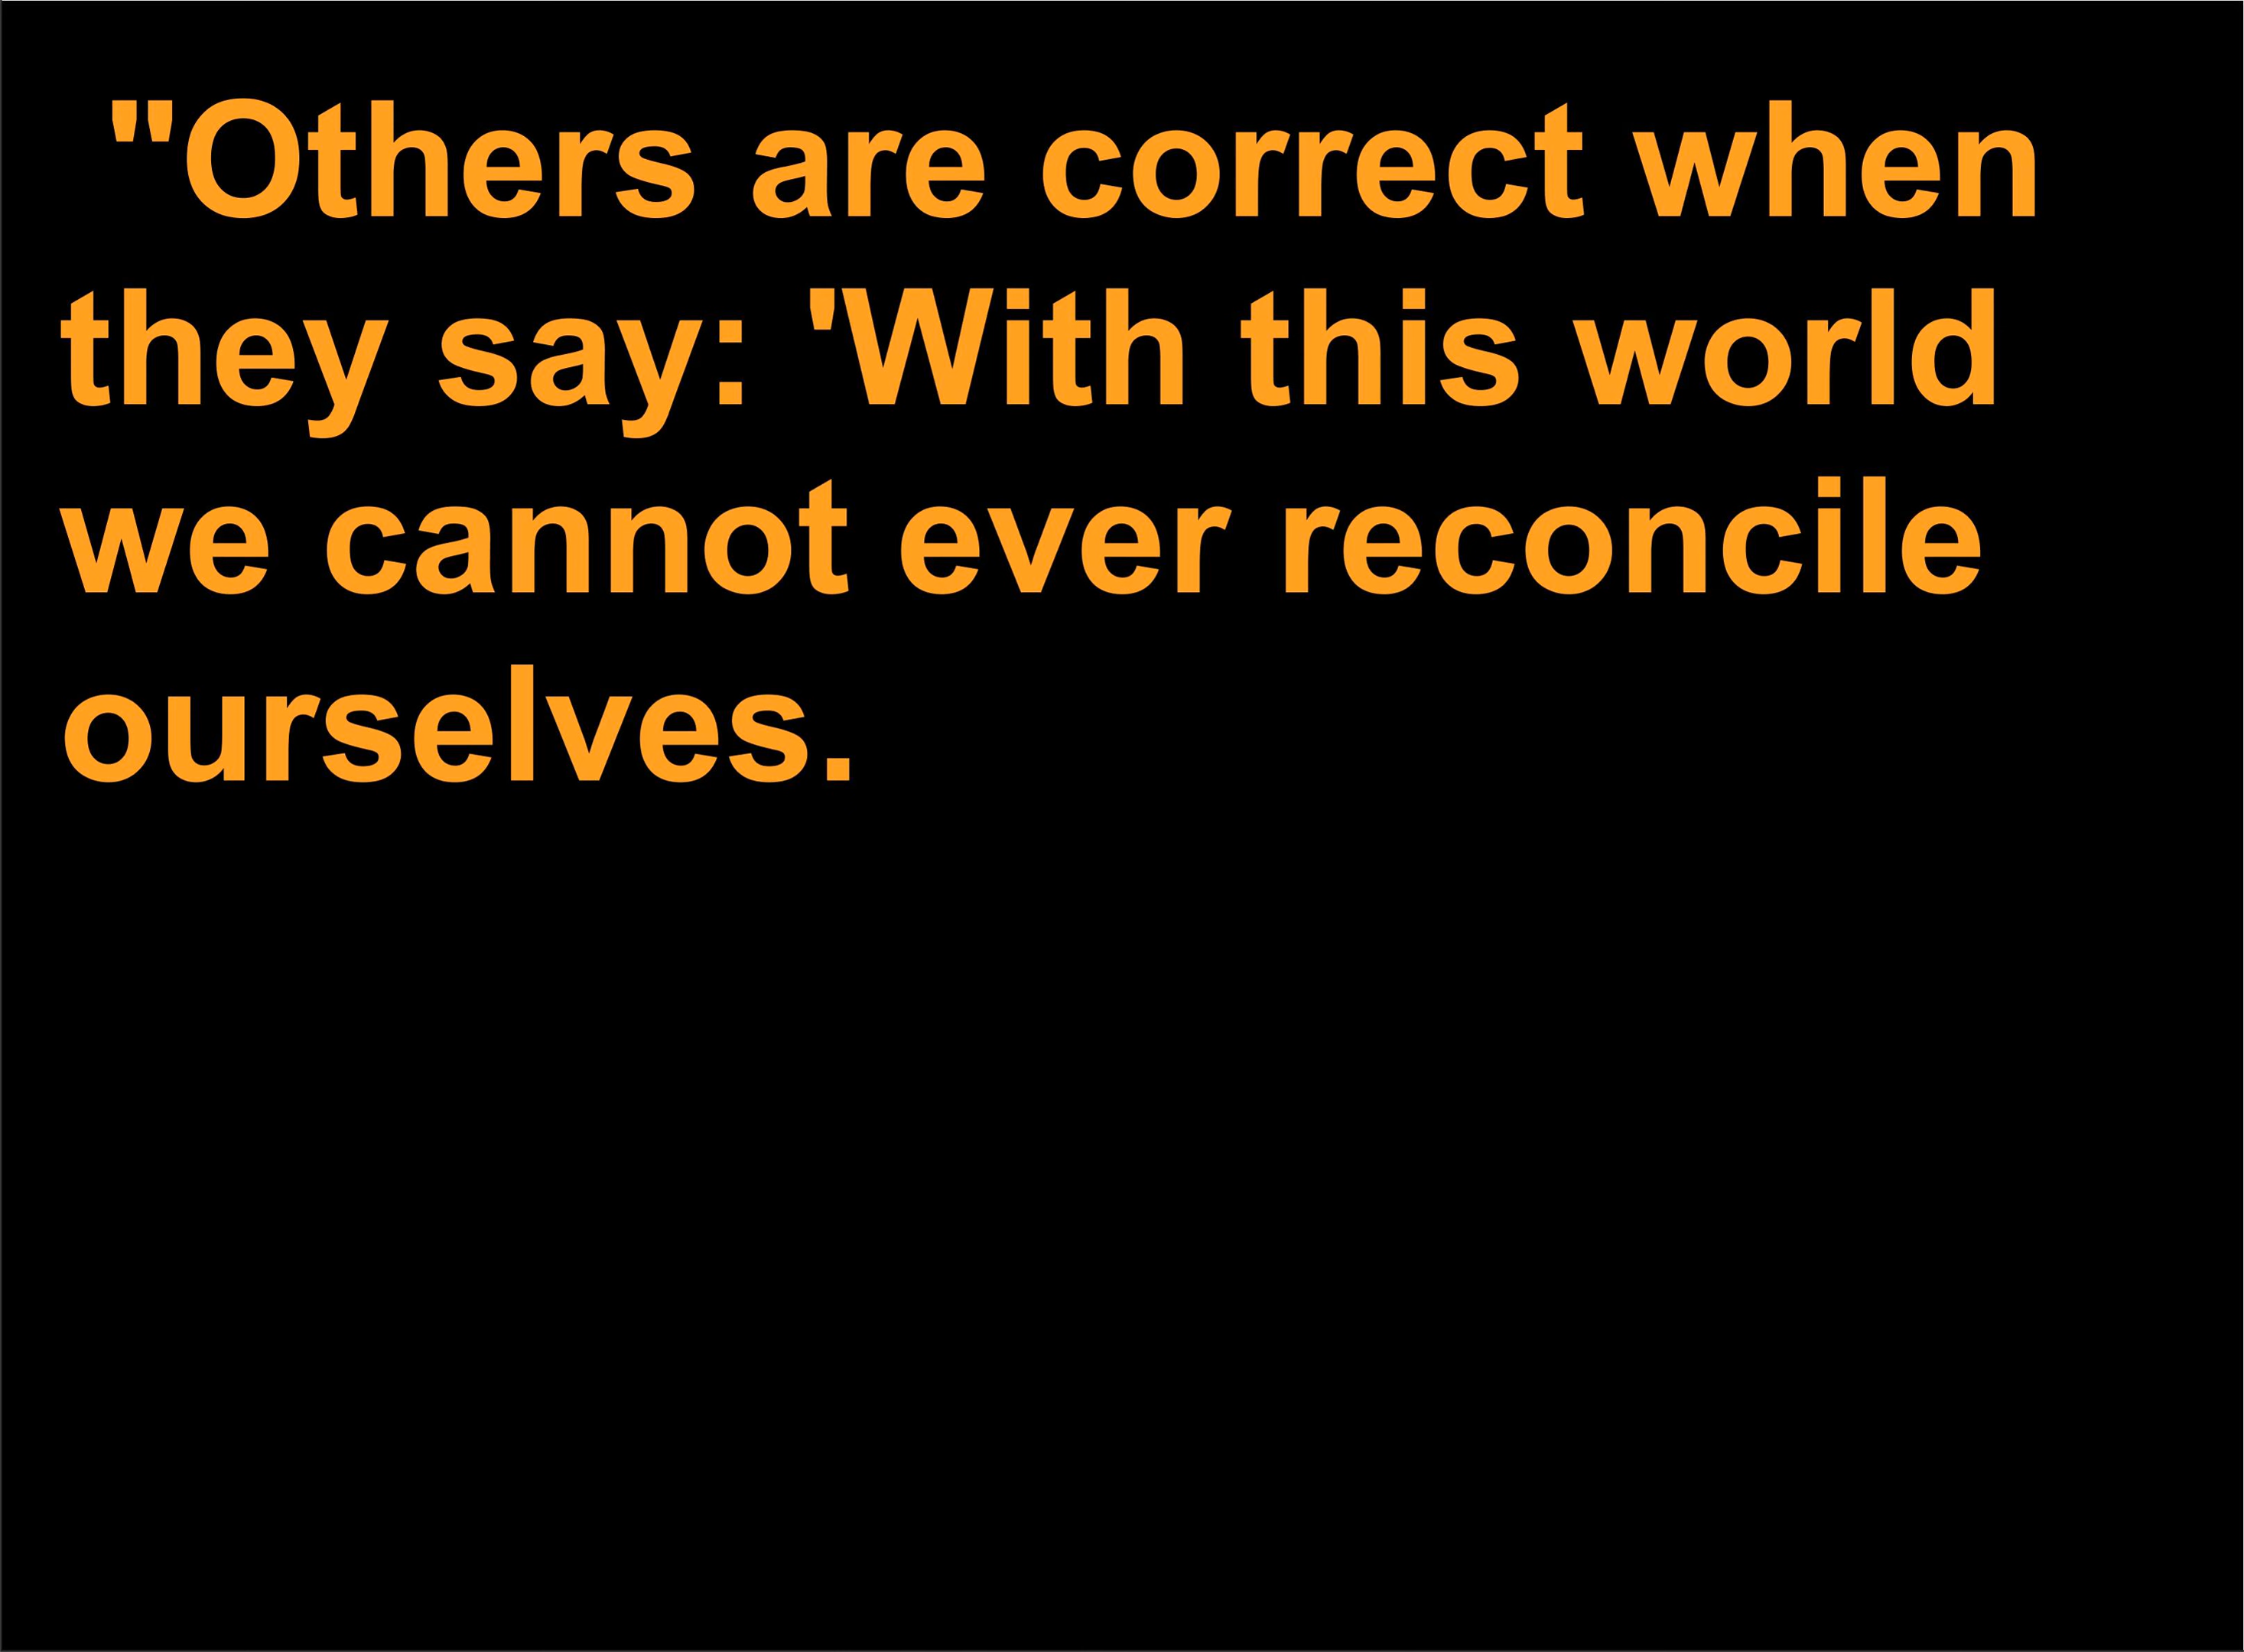 "Others are correct when
they say: 'With this world
we cannot ever reconcile
ourselves.